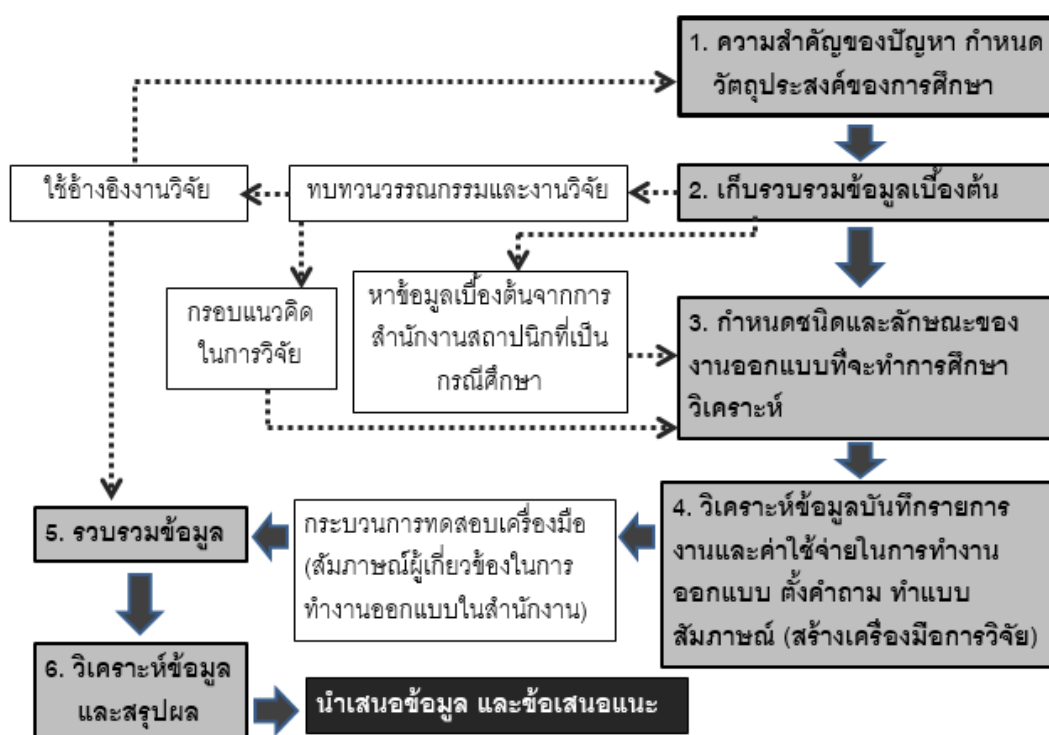 1. ความสำคัญของปัญหา กำหนด
วัตถุประสงค์ของการศึกษา
ใช้อ้างอิงงานวิจัย
ทบทวนวรรณกรรมและงานวิจัย
2. เก็บรวบรวมข้อมูลเบื้องต้น
กรอบแนวคิด
ในการวิจัย
หาข้อมูลเบื้องต้นจากการ
สำนักงานสถาปนิกที่เป็น
กรณีศึกษา
3. กำหนดชนิดและลักษณะของ
งานออกแบบที่จะทำการศึกษา
วิเคราะห์
4. วิเคราะห์ข้อมูลบันทึกรายการ
งานและค่าใช้จ่ายในการทำงาน
ออกแบบ ตั้งคำถาม ทำแบบ
สัมภาษณ์ (สร้างเครื่องมือการวิจัย)
กระบวนการทดสอบเครื่องมือ
(สัมภาษณ์ผู้เกี่ยวข้องในการ
ทำงานออกแบบในสำนักงาน)
5. รวบรวมข้อมูล
6. วิเคราะห์ข้อมูล
และสรุปผล
นำเสนอข้อมูล และข้อเสนอแนะ